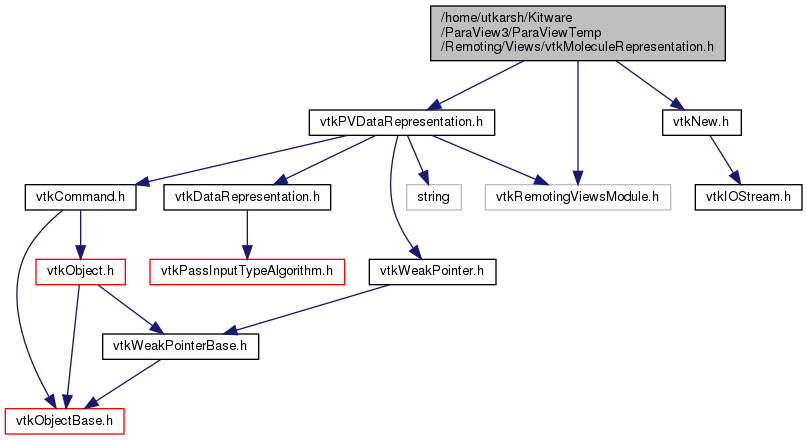 /home/utkarsh/Kitware
/ParaView3/ParaViewTemp
/Remoting/Views/vtkMoleculeRepresentation.h
vtkPVDataRepresentation.h
vtkNew.h
vtkCommand.h
vtkDataRepresentation.h
string
vtkRemotingViewsModule.h
vtkIOStream.h
vtkObject.h
vtkPassInputTypeAlgorithm.h
vtkWeakPointer.h
vtkWeakPointerBase.h
vtkObjectBase.h